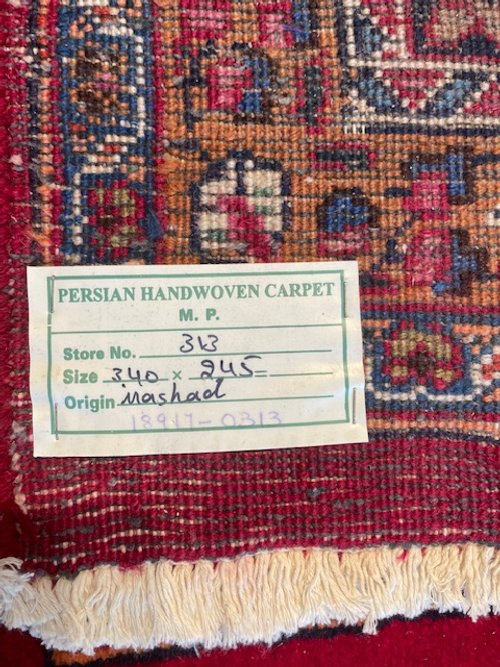 PERSIAN HANDWOVEN CARPET
M. P.
Store No. 313
Size 340 × 245=
Origin Mashad
18917-0313